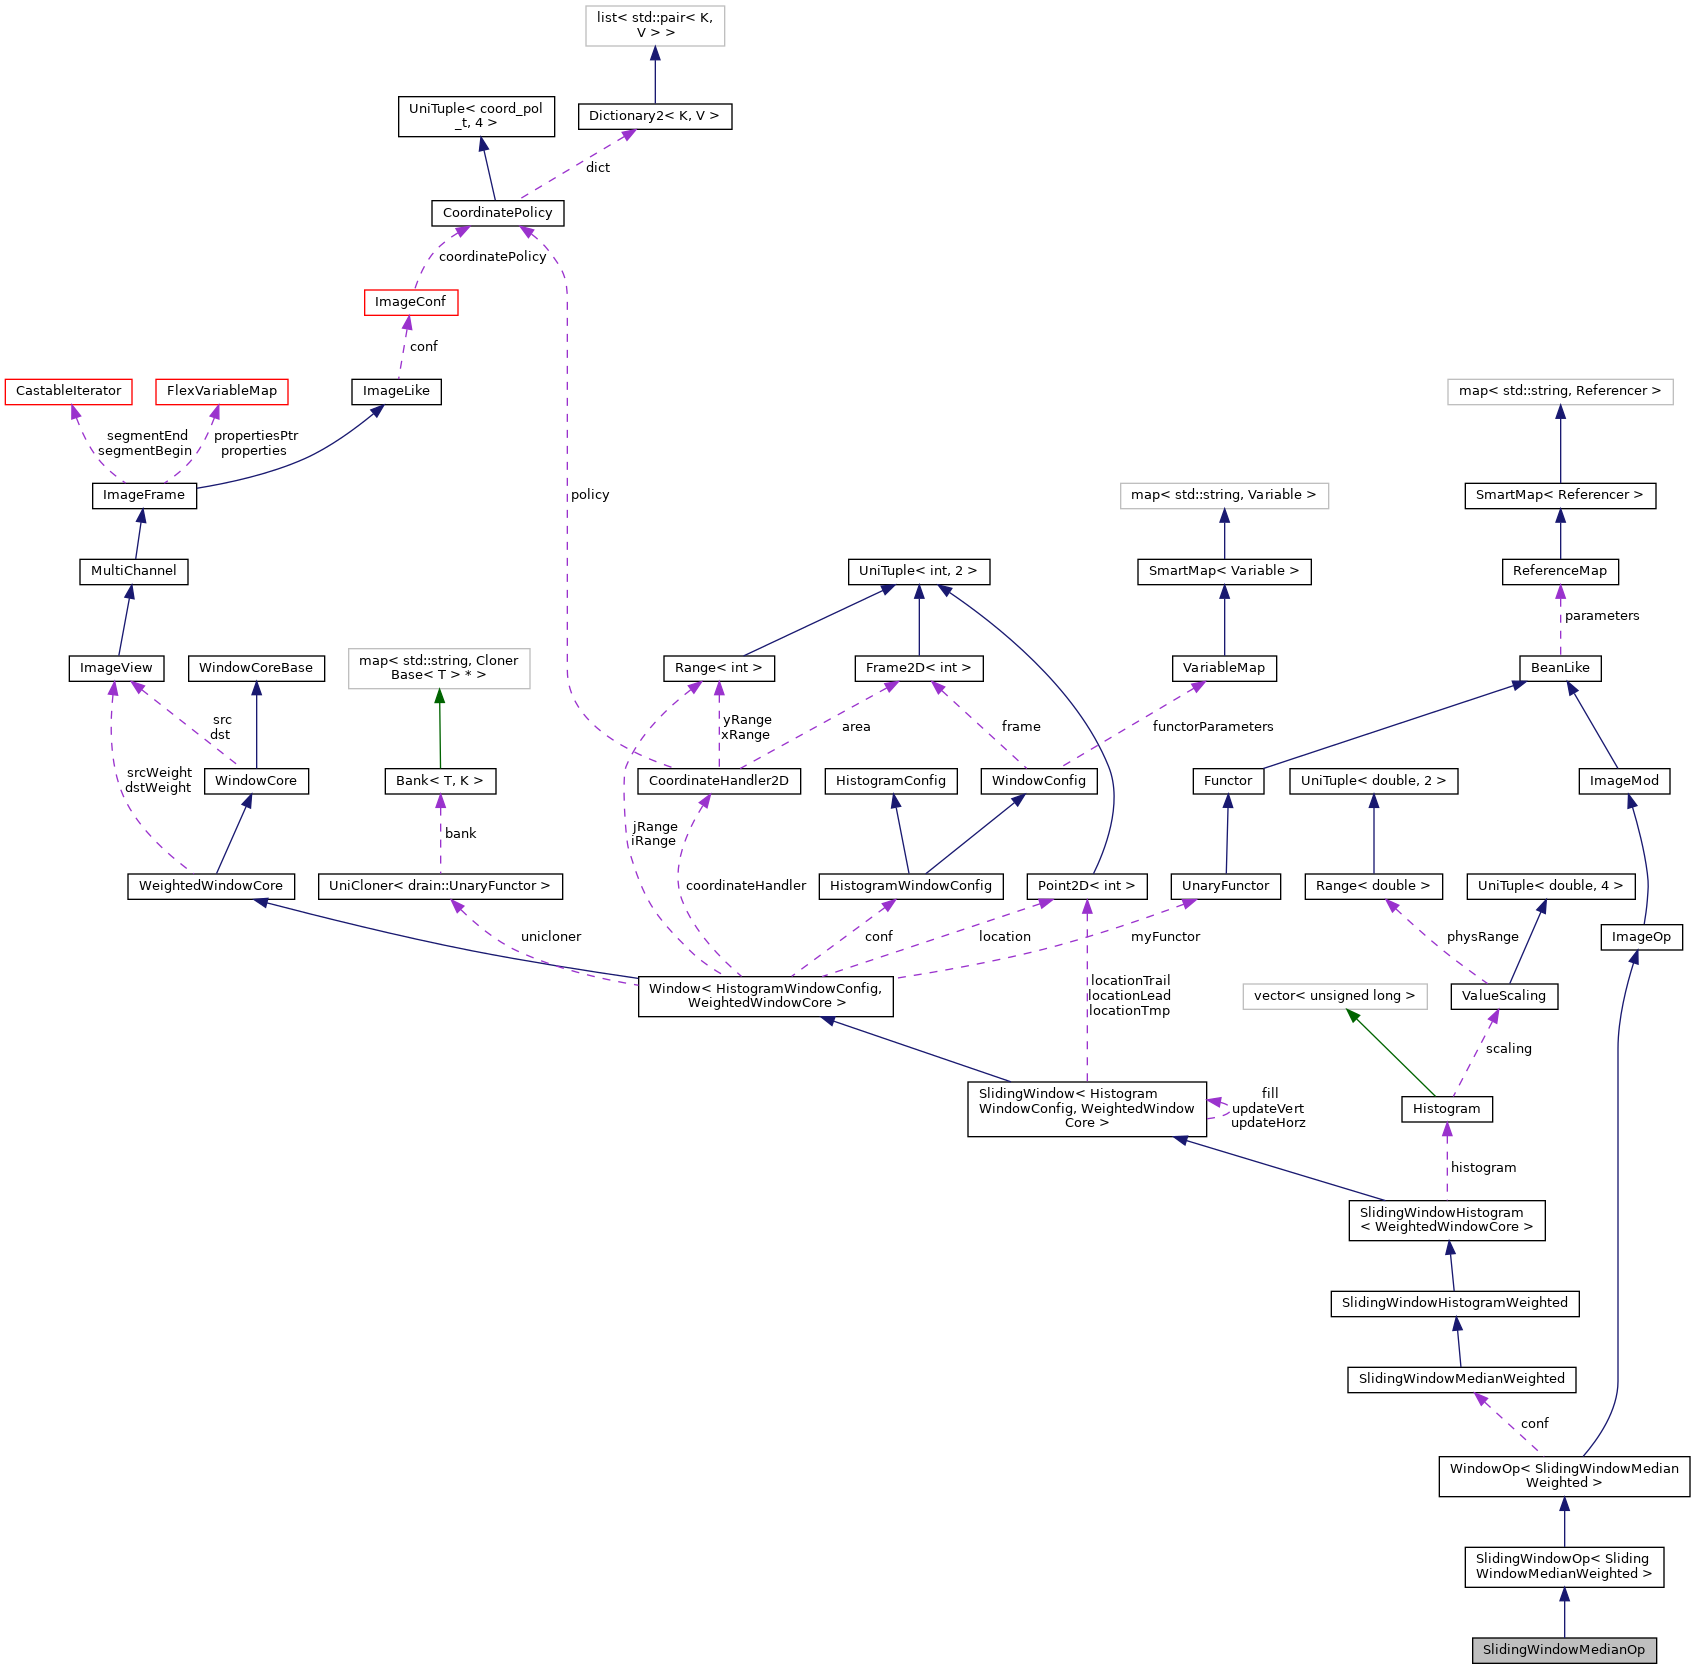 list< std::pair< K,
V > >
UniTuple< coord_pol
_t, 4 >
Dictionary2< K, V >
dict
CoordinatePolicy
coordinatePolicy
ImageConf
conf
CastableIterator
FlexVariableMap
ImageLike
map< std::string, Referencer >
segmentEnd
segmentBegin
propertiesPtr
properties
ImageFrame
policy
map< std::string, Variable >
SmartMap< Referencer >
MultiChannel
UniTuple< int, 2 >
SmartMap< Variable >
ReferenceMap
parameters
ImageView
WindowCoreBase
map< std::string, Cloner
Base< T > * >
Range< int >
Frame2D< int >
VariableMap
BeanLike
src
dst
yRange
xRange
area
frame
functorParameters
srcWeight
dstWeight
WindowCore
Bank< T, K >
CoordinateHandler2D
HistogramConfig
WindowConfig
Functor
UniTuple< double, 2 >
ImageMod
bank
jRange
iRange
WeightedWindowCore
UniCloner< drain::UnaryFunctor >
coordinateHandler
HistogramWindowConfig
Point2D< int >
UnaryFunctor
Range< double >
UniTuple< double, 4 >
unicloner
conf
location
myFunctor
physRange
ImageOp
Window< HistogramWindowConfig,
WeightedWindowCore >
locationTrail
locationLead
locationTmp
vector< unsigned long >
ValueScaling
scaling
SlidingWindow< Histogram
WindowConfig, WeightedWindow
Core >
fill
updateVert
updateHorz
Histogram
histogram
SlidingWindowHistogram
< WeightedWindowCore >
SlidingWindowHistogramWeighted
SlidingWindowMedianWeighted
conf
WindowOp< SlidingWindowMedian
Weighted >
SlidingWindowOp< Sliding
WindowMedianWeighted >
SlidingWindowMedianOp